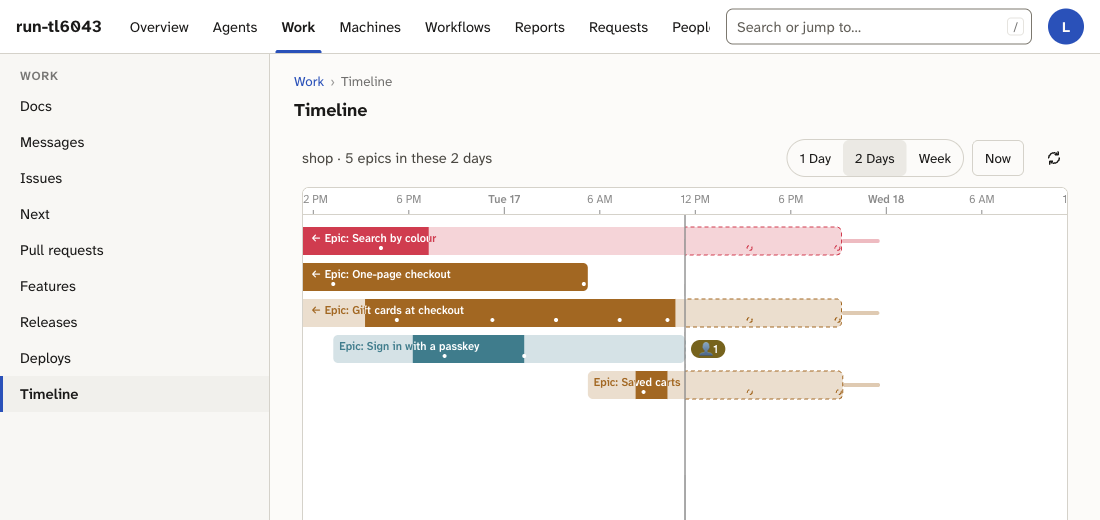 run-tl6043
Overview
Agents
Work
Machines
Workflows
Reports
Requests
Peopl
Search or jump to...
/
L
WORK
Docs
Messages
Issues
Next
Pull requests
Features
Releases
Deploys
Timeline
Work › Timeline
Timeline
shop · 5 epics in these 2 days
1 Day
2 Days
Week
Now
2 PM
6 PM
Tue 17
6 AM
12 PM
6 PM
Wed 18
6 AM
1
← Epic: Search by colour
← Epic: One-page checkout
← Epic: Gift cards at checkout
Epic: Sign in with a passkey
1
Epic: Saved carts